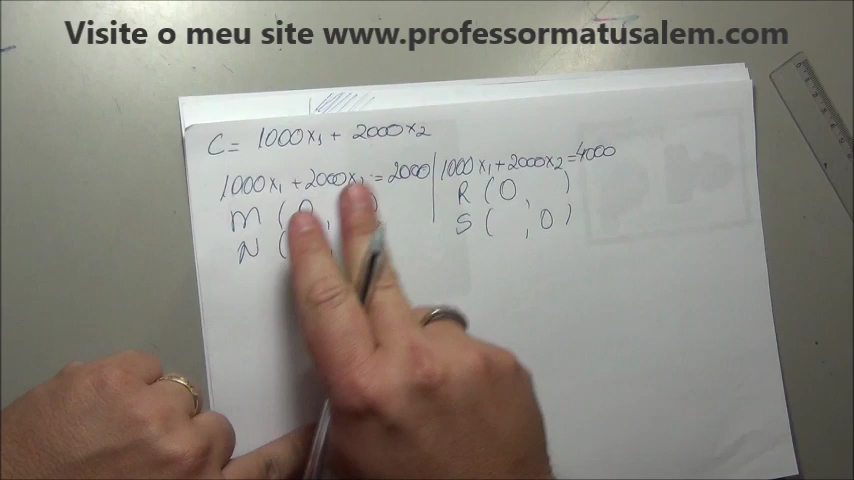 Visite o meu site www.professormatusalem.com
C = 1000x₁ + 2000x₂
1000x₁ + 2000x₂ = 2000
M ( 0 ,
N (
1000x₁ + 2000x₂ = 4000
R ( 0 , )
S ( , 0 )